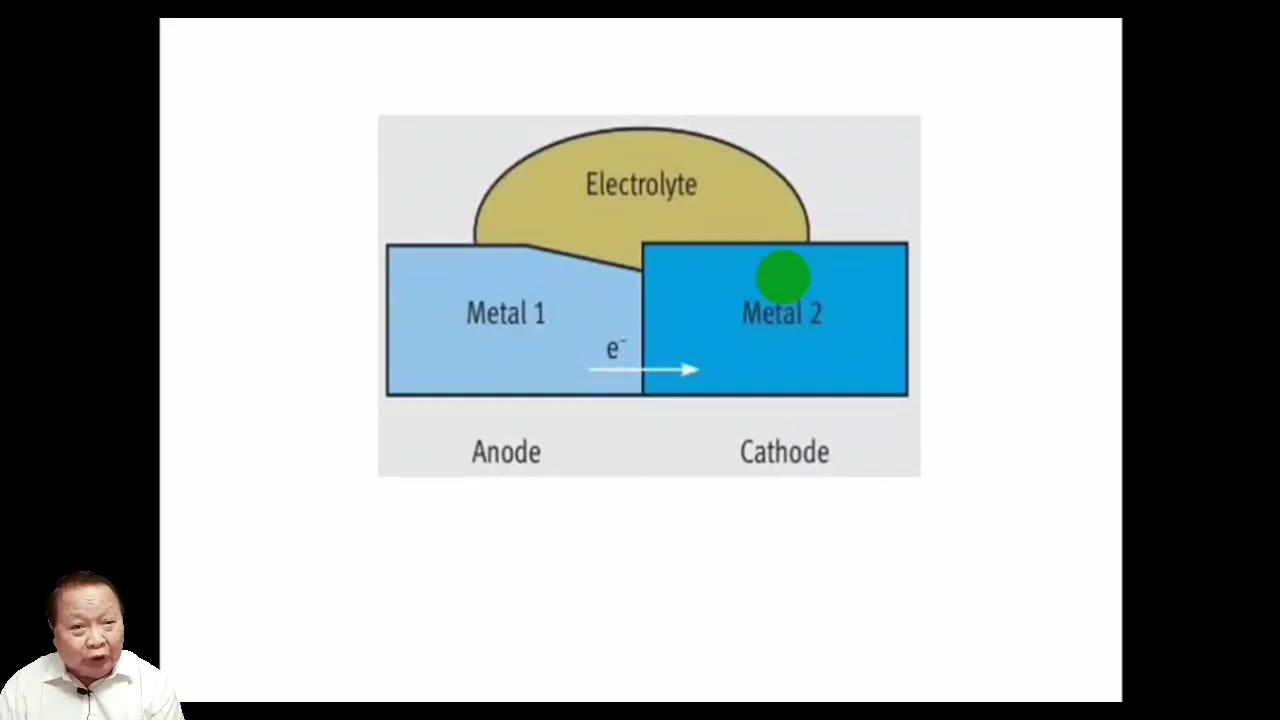 Electrolyte
Metal 1
Metal 2
e⁻
Anode
Cathode